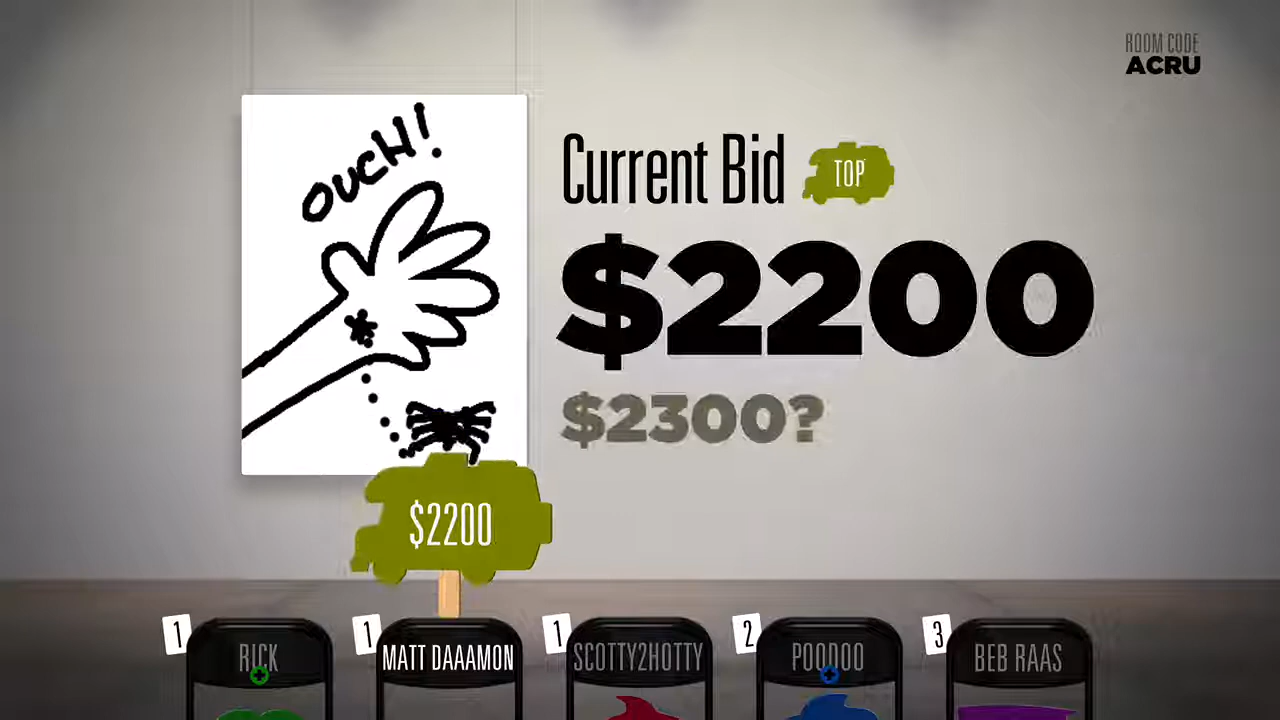 ROOM CODE
ACRU
OUCH!
Current Bid TOP
$2200
$2300?
$2200
1 RICK
1 MATT DAAAMON
1 SCOTTY2HOTTY
2 POODOO
3 BEB RAAS